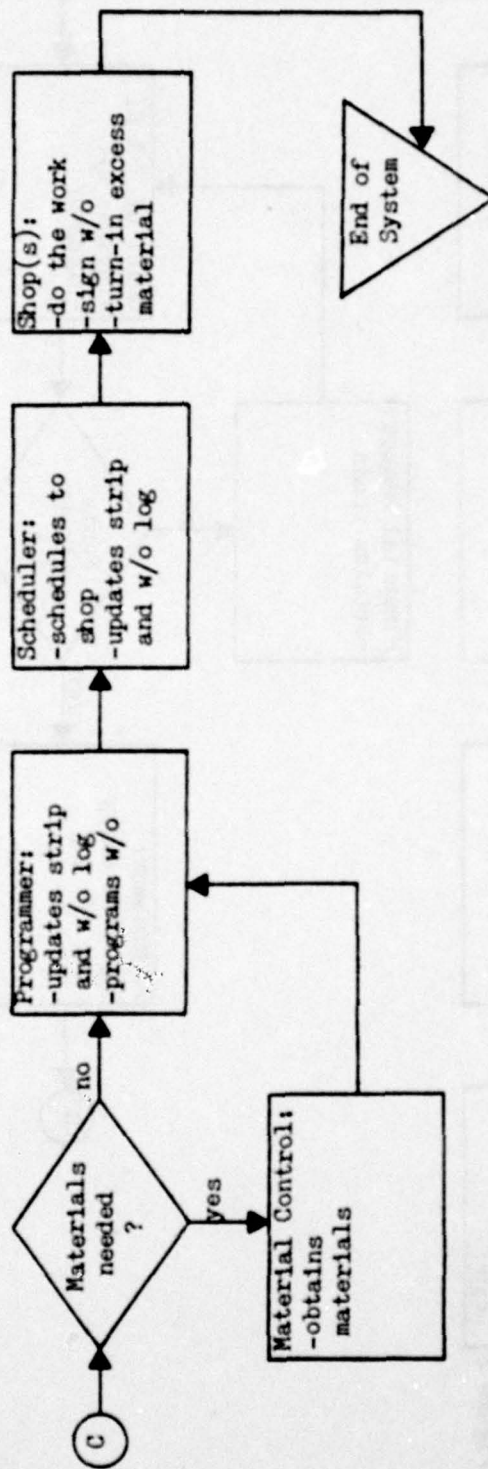 C
Materials
needed
?
no
yes
Material Control:
-obtains
materials
Programmer:
-updates strip
and w/o log
-programs w/o
Scheduler:
-schedules to
shop
-updates strip
and w/o log
Shop(s):
-do the work
-sign w/o
-turn-in excess
material
End of
System